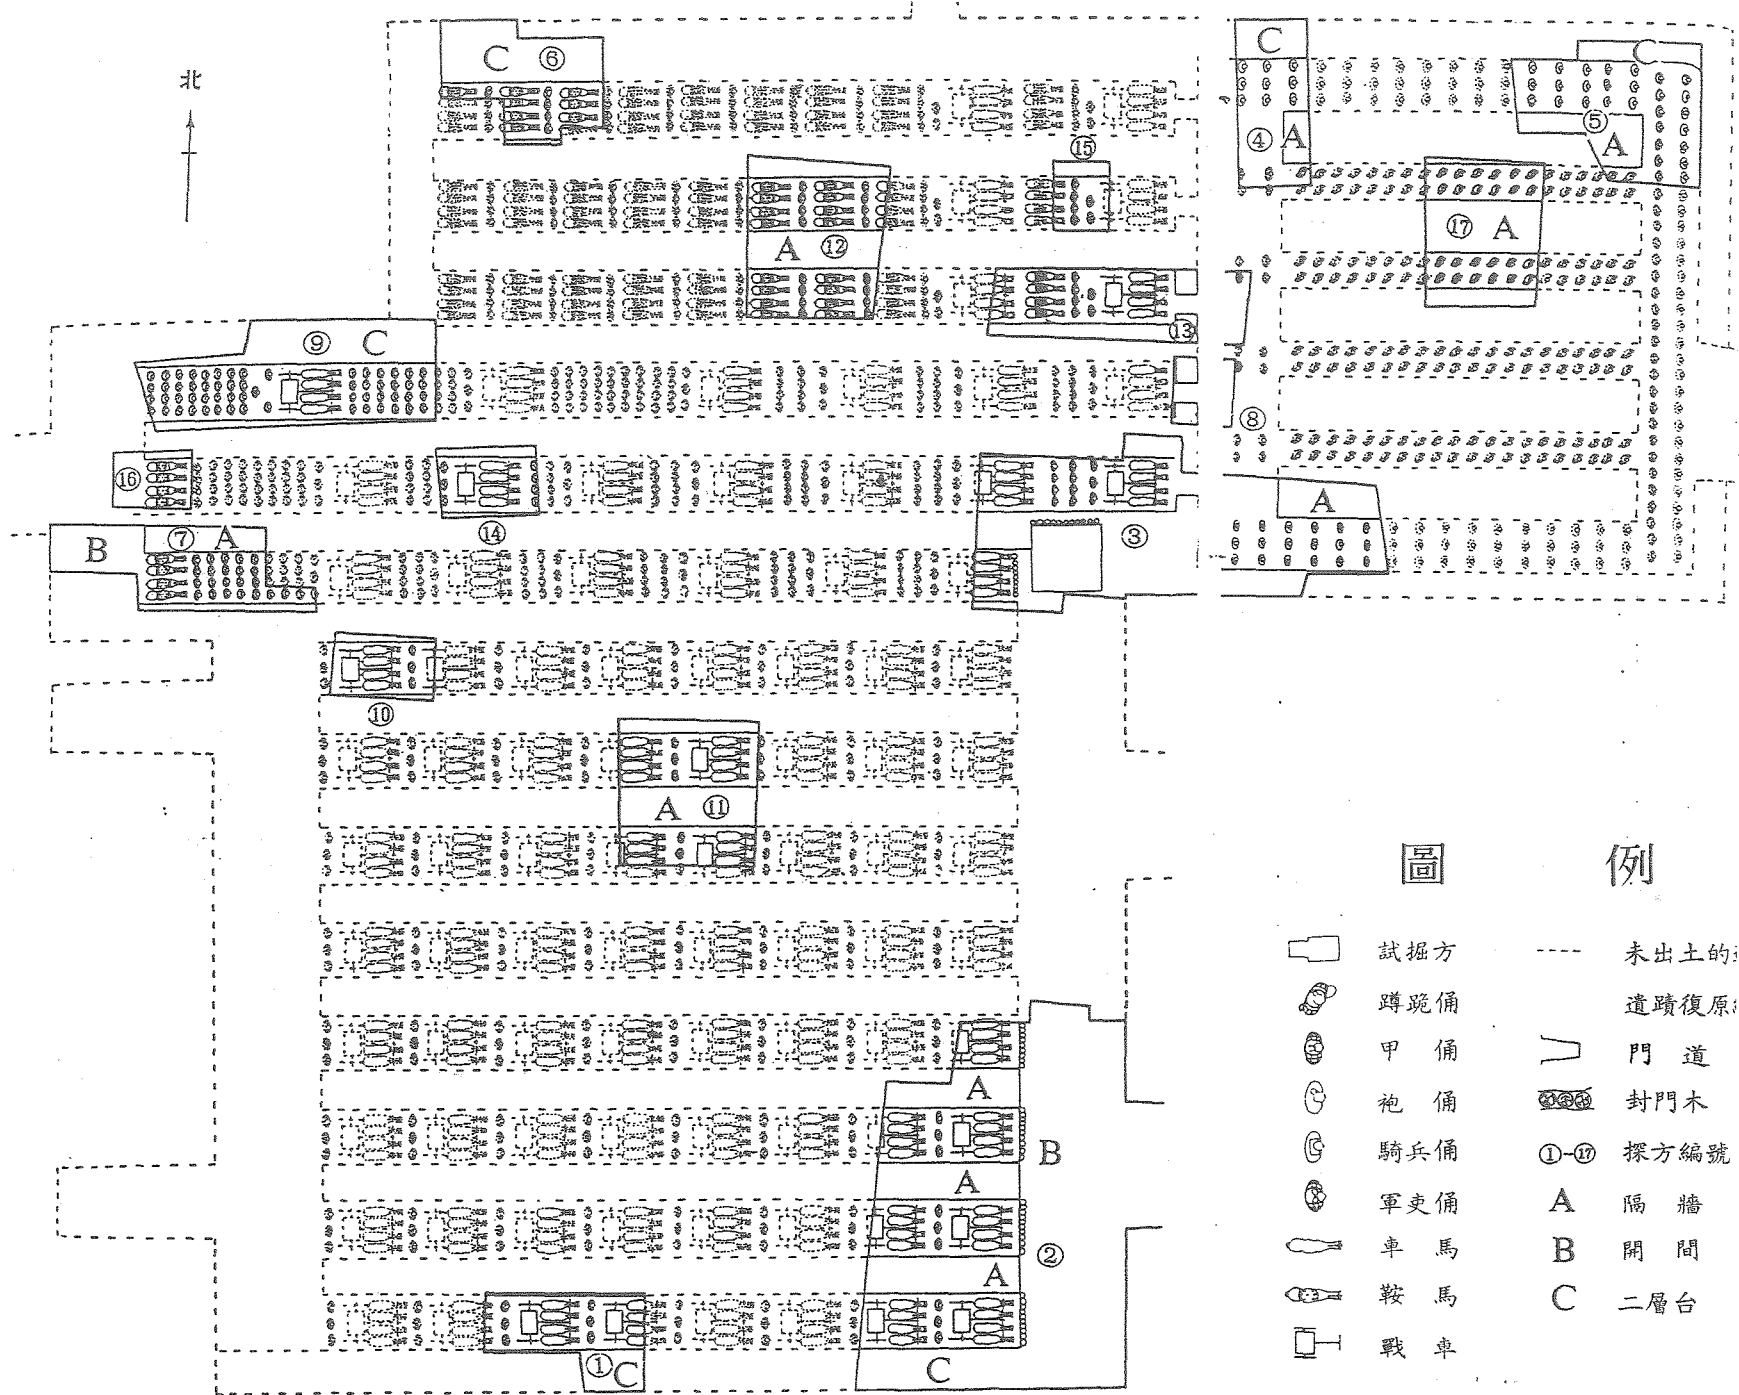 北
C ⑥
C
C
⑤
A
④ A
⑮
A ⑫
⑰ A
⑬
⑨ C
⑧
⑯
⑭
A
B
⑦ A
③
⑩
A ⑪
圖 例
試掘方
未出土的
蹲跪俑
遺蹟復原
甲 俑
門 道
袍 俑
封門木
騎兵俑
①-⑰ 探方編號
軍吏俑
A 隔 牆
車 馬
B 開 間
鞍 馬
C 二層台
戰 車
A
B
A
②
A
① C
C